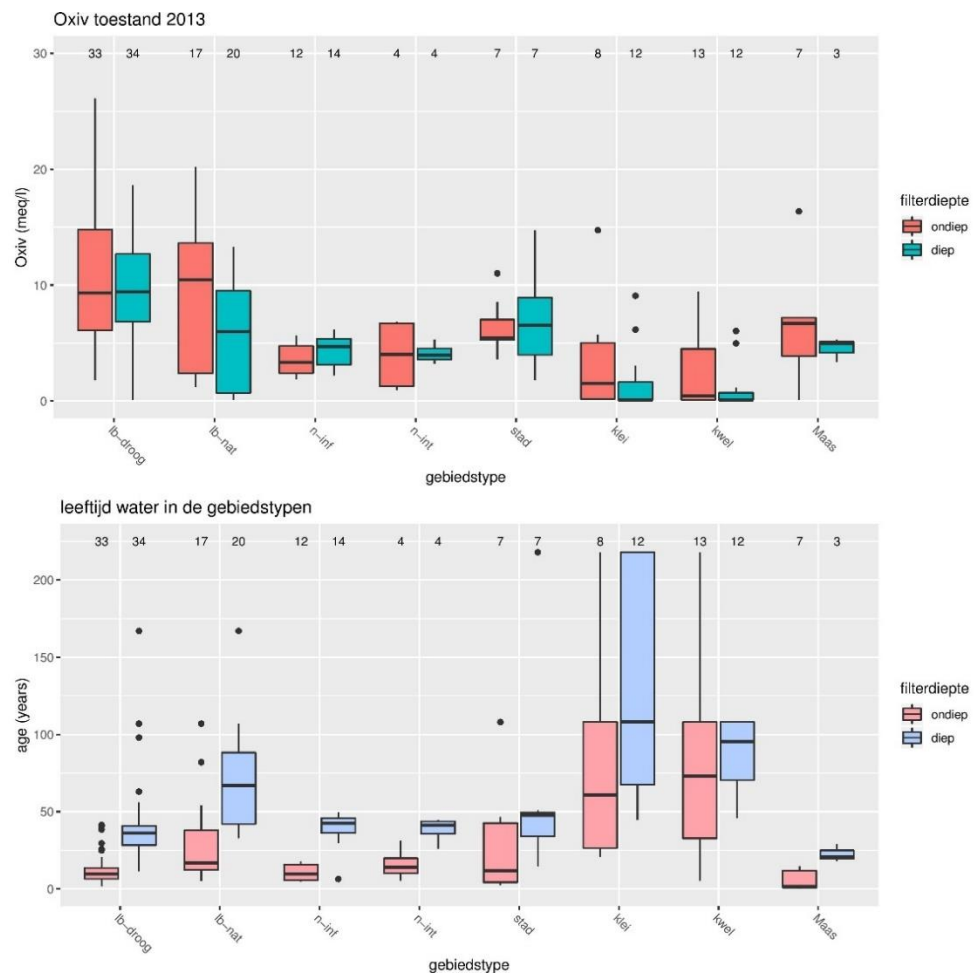 Oxiv toestand 2013
33 34 17 20 12 14 4 4 7 7 8 12 13 12 7 3
30
20
10
0
Oxiv (meq/l)
lb-droog lb-nat n-inf n-int stad klei kwel Maas
gebiedstype
filterdiepte
ondiep
diep
leeftijd water in de gebiedstypen
33 34 17 20 12 14 4 4 7 7 8 12 13 12 7 3
200
150
100
50
0
age (years)
lb-droog lb-nat n-inf n-int stad klei kwel Maas
gebiedstype
filterdiepte
ondiep
diep